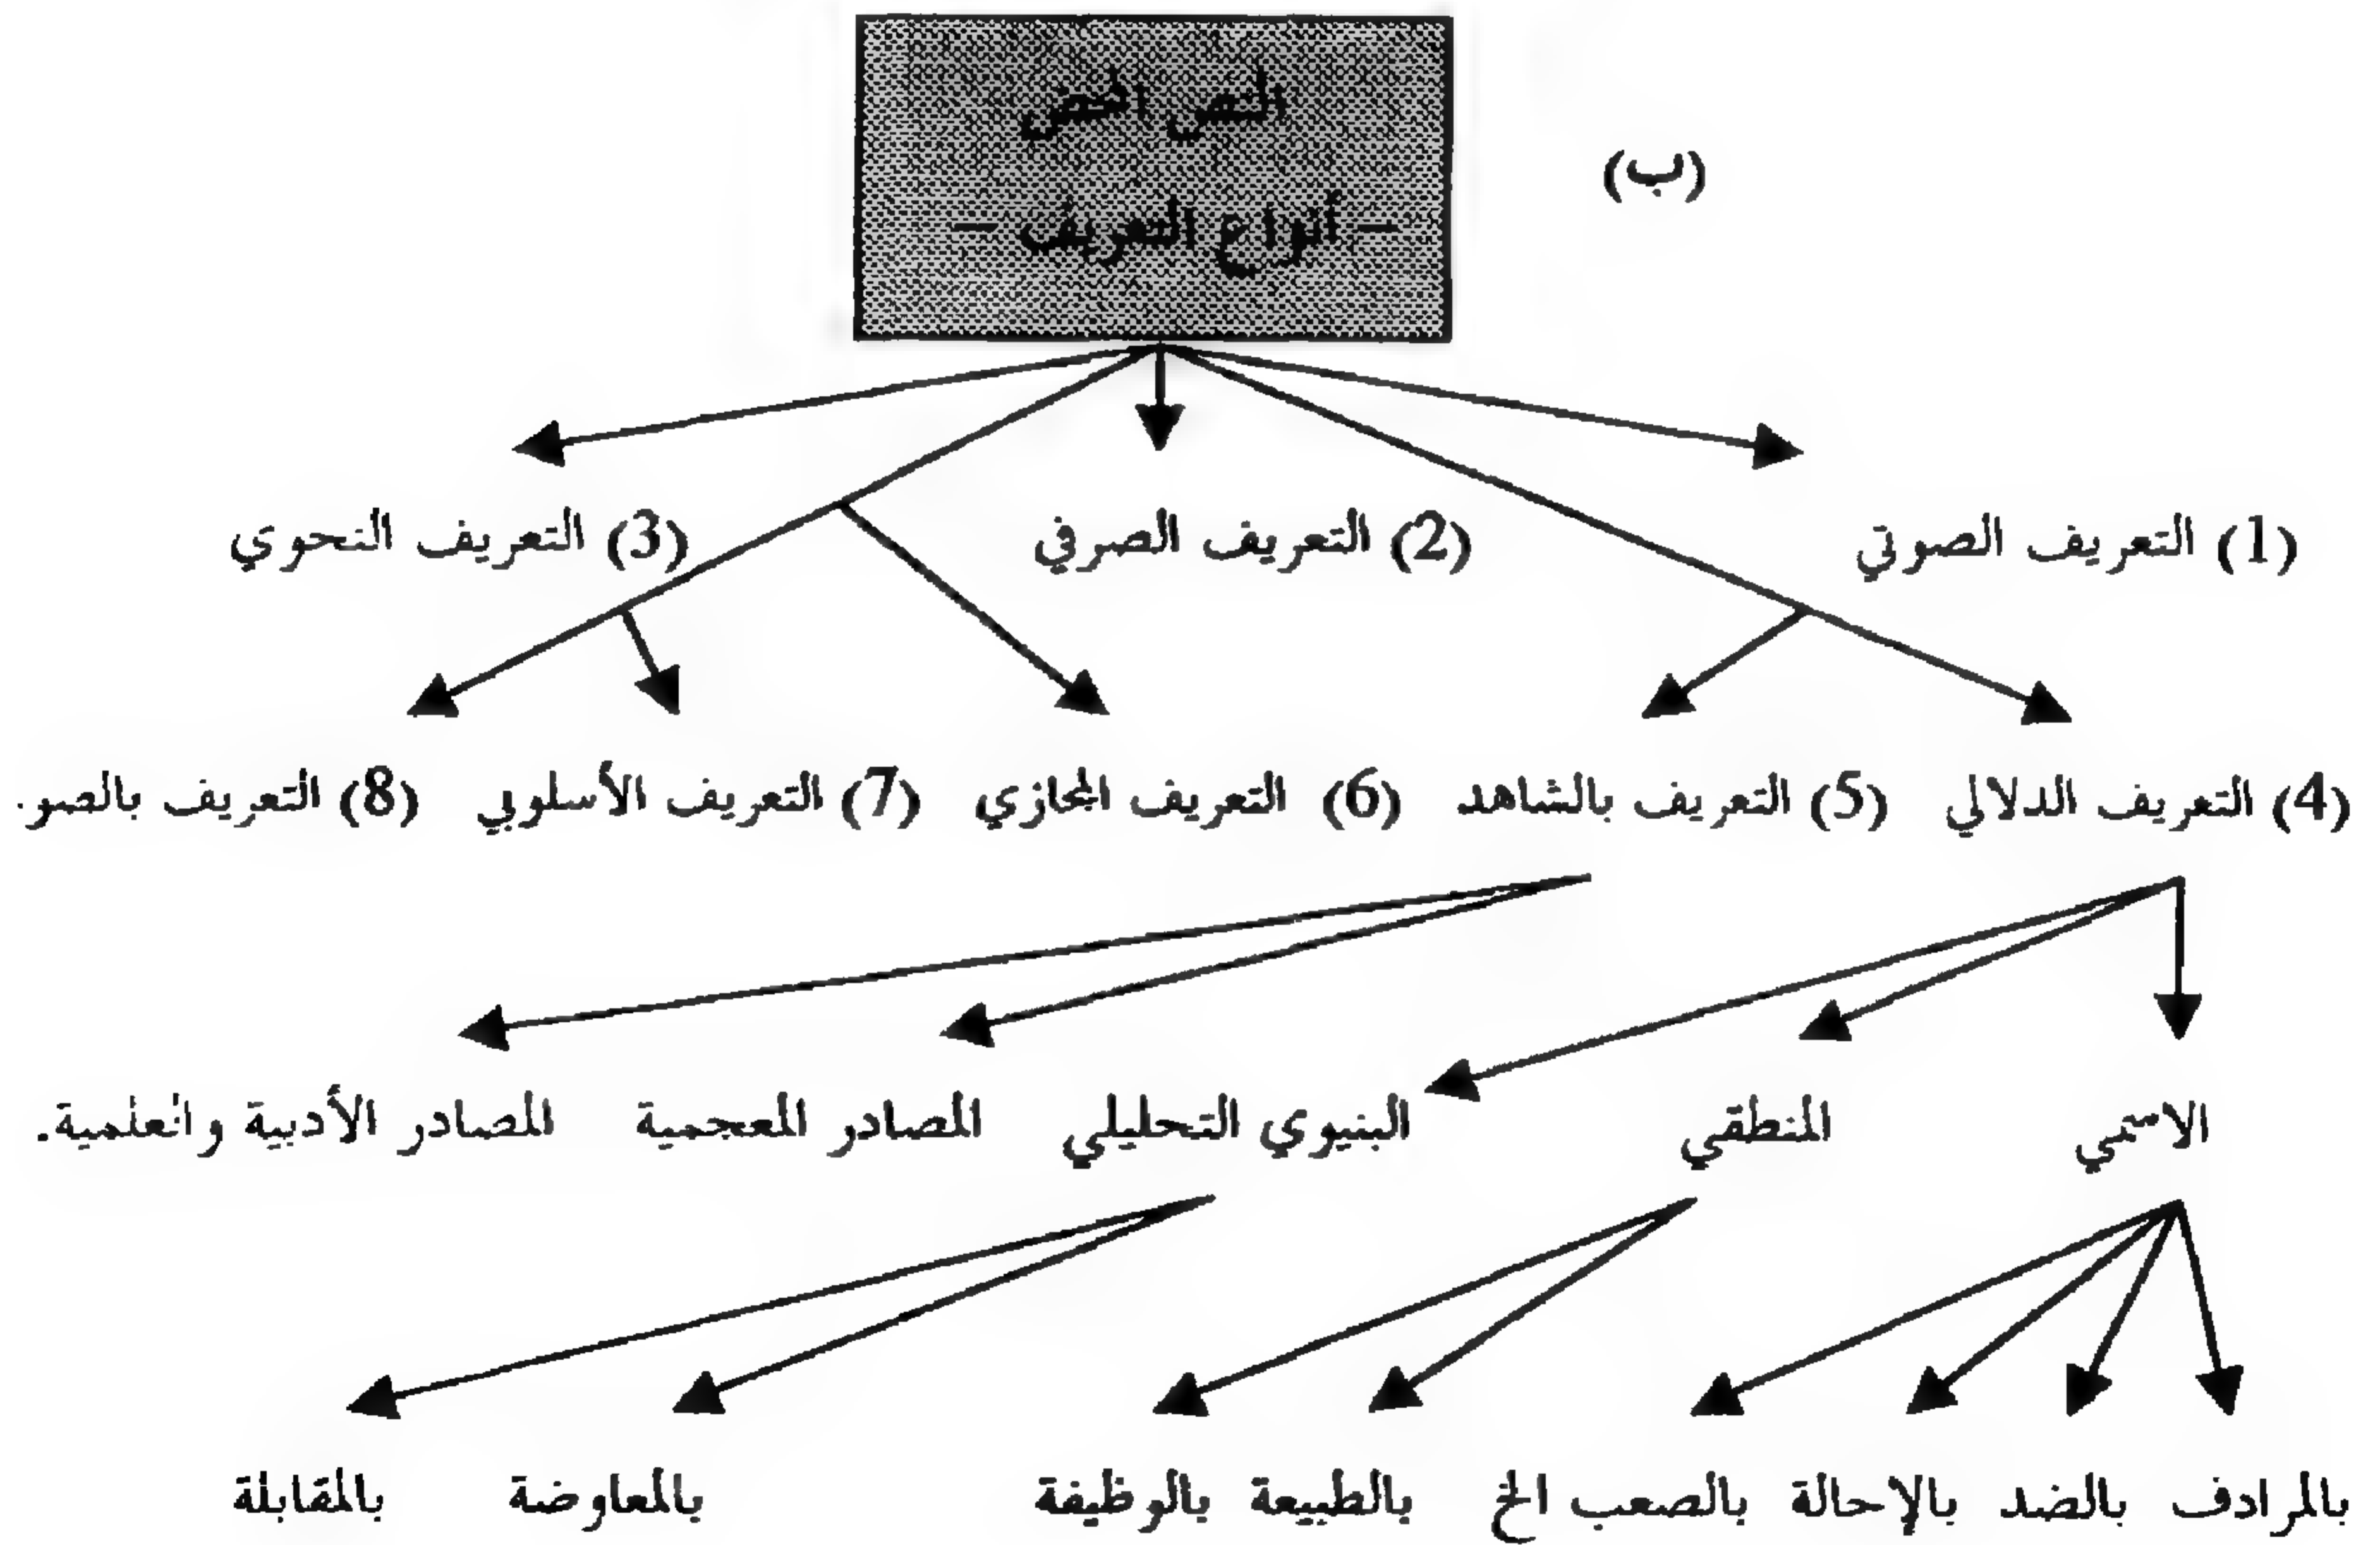 النص المحض
(ب)
– أنواع التعريف –
(1) التعريف الصوتي (2) التعريف الصرفي (3) التعريف النحوي
(4) التعريف الدلالي (5) التعريف بالشاهد (6) التعريف المجازي (7) التعريف الأسلوبي (8) التعريف بالصو.
الاسمي المنطقي البنيوي التحليلي المصادر المعجمية المصادر الأدبية والعلمية.
بالمرادف بالضد بالإحالة بالصعب الخ بالطبيعة بالوظيفة بالمعاوضة بالمقابلة